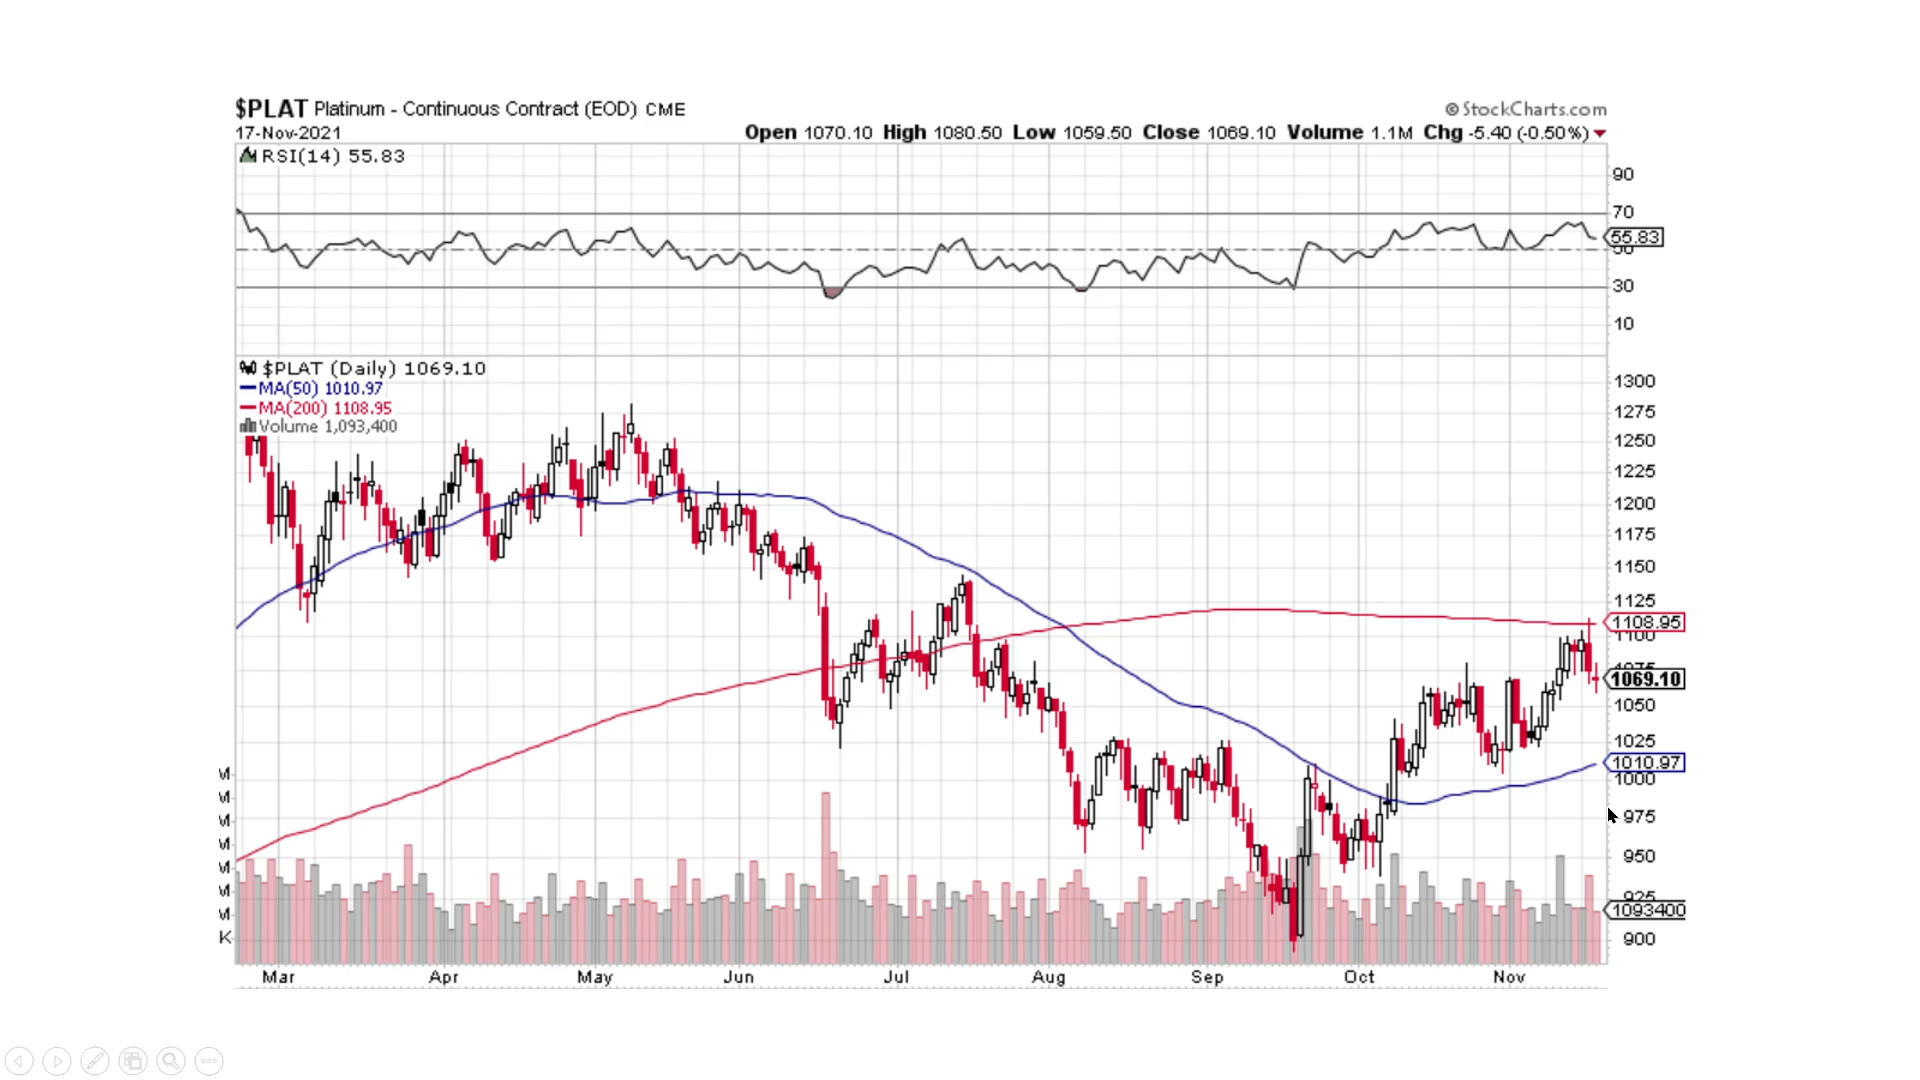 $PLAT Platinum - Continuous Contract (EOD) CME
© StockCharts.com
17-Nov-2021
Open 1070.10 High 1080.50 Low 1059.50 Close 1069.10 Volume 1.1M Chg -5.40 (-0.50%)
RSI(14) 55.83
90
70
55.83
50
30
10
$PLAT (Daily) 1069.10
MA(50) 1010.97
MA(200) 1108.95
Volume 1,093,400
1300
1275
1250
1225
1200
1175
1150
1125
1108.95
1100
1075
1069.10
1050
1025
1010.97
1000
975
950
925
1093400
900
M
M
M
M
M
M
M
K
Mar Apr May Jun Jul Aug Sep Oct Nov